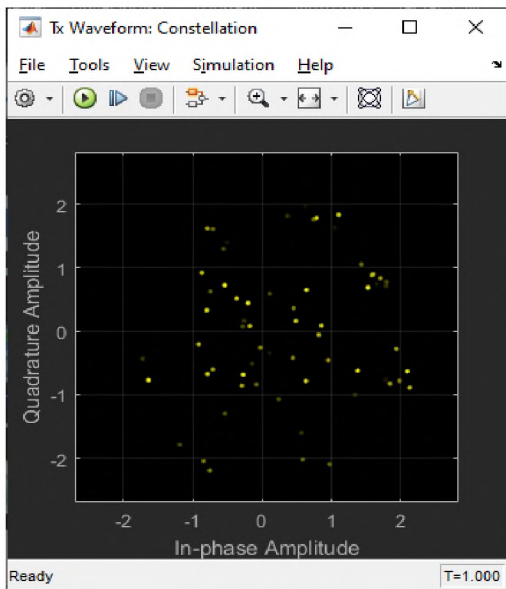 Tx Waveform: Constellation
File Tools View Simulation Help
Quadrature Amplitude
2
1
0
-1
-2
-2 -1 0 1 2
In-phase Amplitude
Ready T=1.000